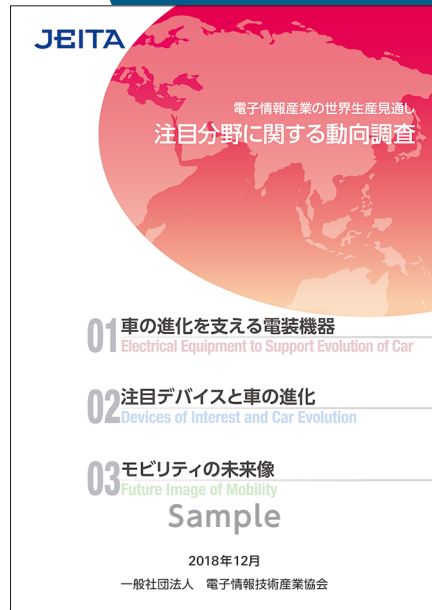 JEITA
電子情報産業の世界生産見通し
注目分野に関する動向調査
01 車の進化を支える電装機器
Electrical Equipment to Support Evolution of Car
02 注目デバイスと車の進化
Devices of Interest and Car Evolution
03 モビリティの未来像
Future Image of Mobility
Sample
2018年12月
一般社団法人 電子情報技術産業協会